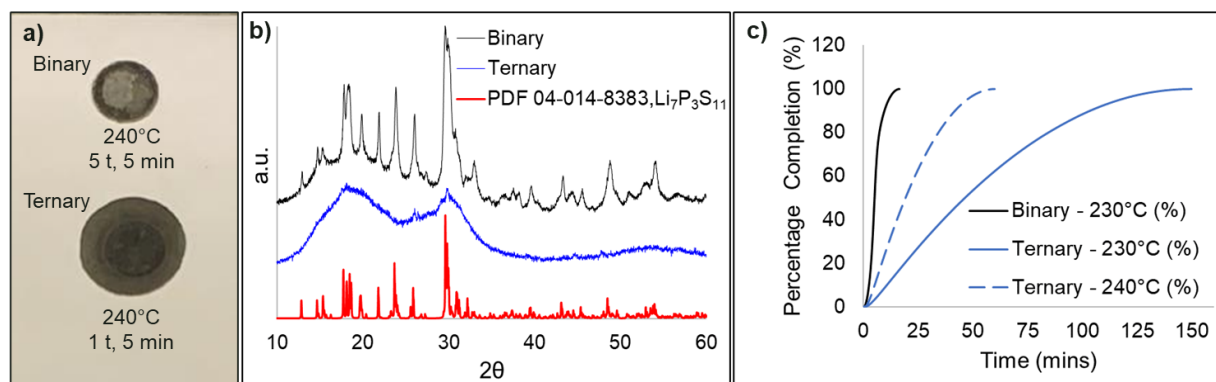 a)
Binary
240°C
5 t, 5 min
Ternary
240°C
1 t, 5 min
b)
Binary
Ternary
PDF 04-014-8383,Li₇P₃S₁₁
a.u.
10 20 30 40 50 60
2θ
c)
Percentage Completion (%)
120
100
80
60
40
20
0
Binary - 230°C (%)
Ternary - 230°C (%)
Ternary - 240°C (%)
0 25 50 75 100 125 150
Time (mins)